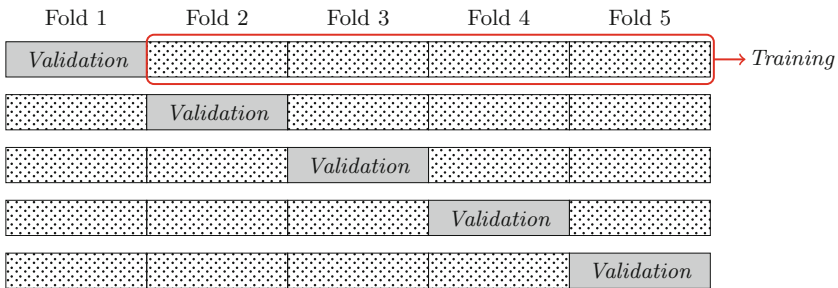 Fold 1 Fold 2 Fold 3 Fold 4 Fold 5
Validation Training
Validation
Validation
Validation
Validation